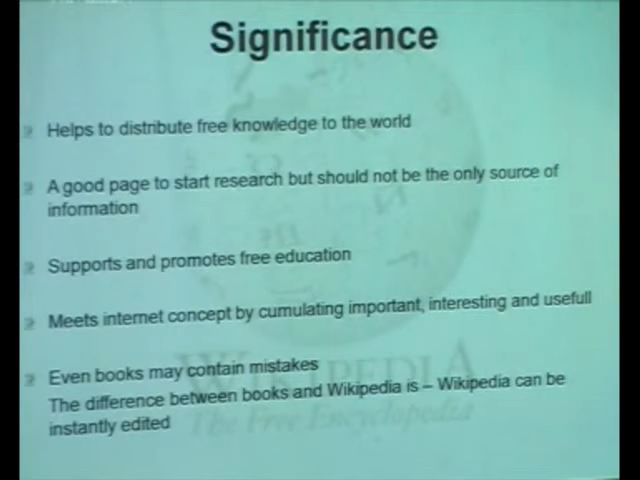 Significance
Helps to distribute free knowledge to the world
A good page to start research but should not be the only source of
information
Supports and promotes free education
Meets internet concept by cumulating important, interesting and usefull
Even books may contain mistakes
WIKIPEDIA
The difference between books and Wikipedia is – Wikipedia can be
The Free Encyclopedia
instantly edited